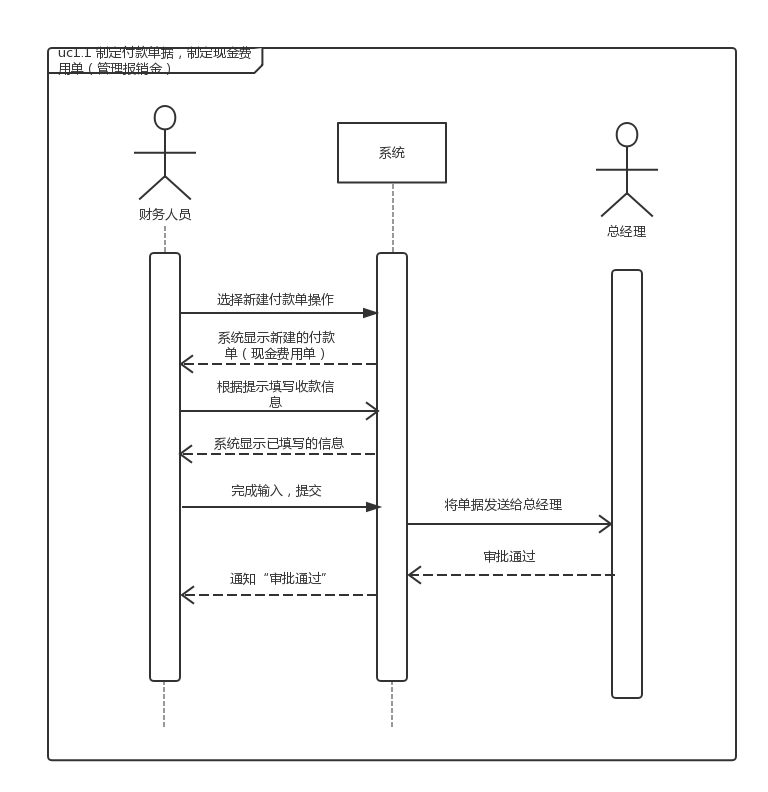 uc1.1 制定付款单据，制定现金费
用单（管理报销金）
财务人员
系统
总经理
选择新建付款单操作
系统显示新建的付款
单（现金费用单）
根据提示填写收款信
息
系统显示已填写的信息
完成输入，提交
将单据发送给总经理
审批通过
通知“审批通过”